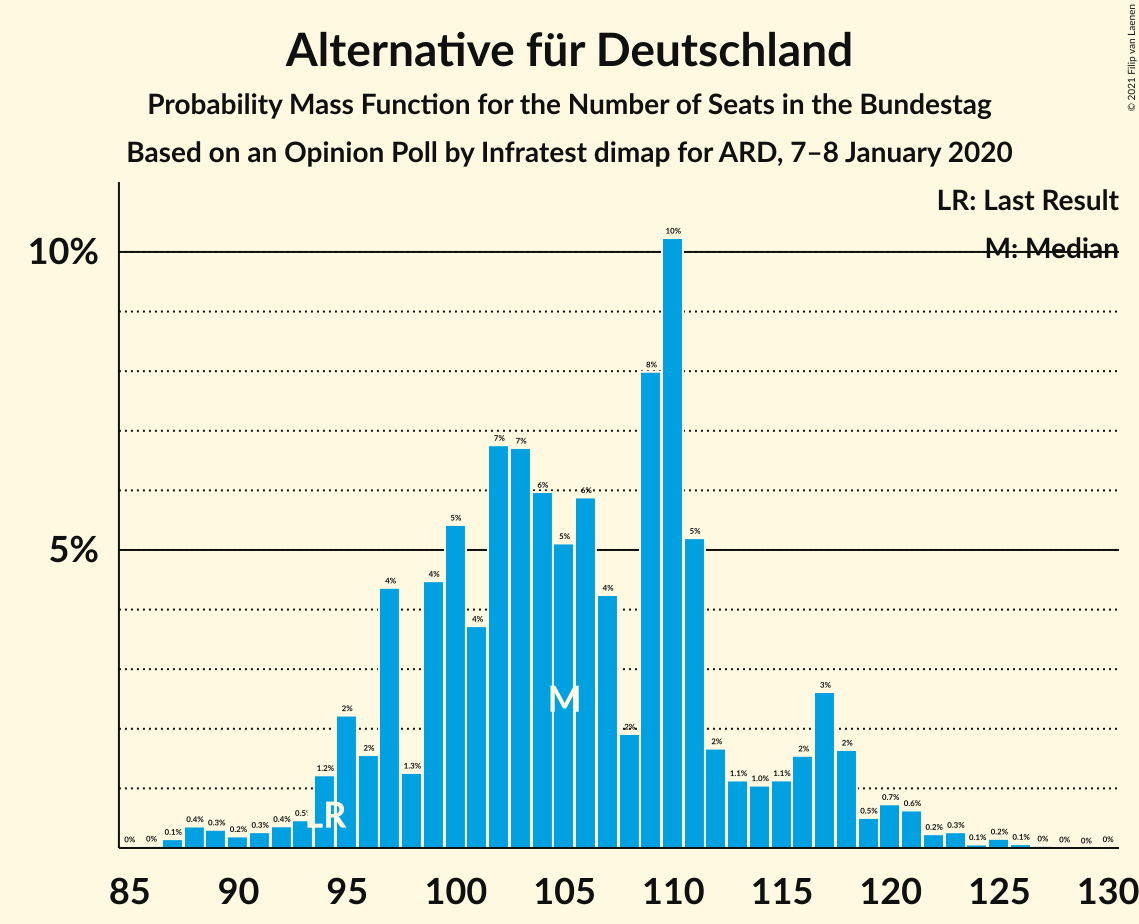 Alternative für Deutschland
Probability Mass Function for the Number of Seats in the Bundestag
Based on an Opinion Poll by Infratest dimap for ARD, 7–8 January 2020
© 2021 Filip van Laenen
LR: Last Result
M: Median
10%
5%
0% 0% 0.1% 0.4% 0.3% 0.2% 0.3% 0.4% 0.5% 1.2% 2% 2% 4% 1.3% 4% 5% 4% 7% 7% 6% 5% 6% 4% 2% 8% 10% 5% 2% 1.1% 1.0% 1.1% 2% 3% 2% 0.5% 0.7% 0.6% 0.2% 0.3% 0.1% 0.2% 0.1% 0% 0% 0% 0%
M
LR
85 90 95 100 105 110 115 120 125 130